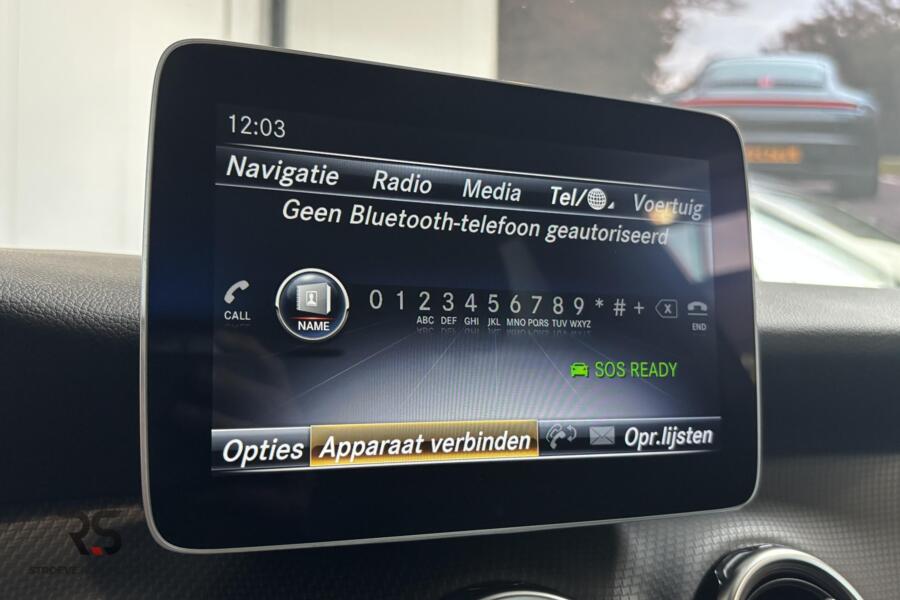 12:03
Navigatie Radio Media Tel/ Voertuig
Geen Bluetooth-telefoon geautoriseerd
CALL NAME 0 1 2 3 4 5 6 7 8 9 * # + X END
ABC DEF GHI JKL MNO PQRS TUV WXYZ
SOS READY
Opties Apparaat verbinden Opr.lijsten
RS
STROEVE